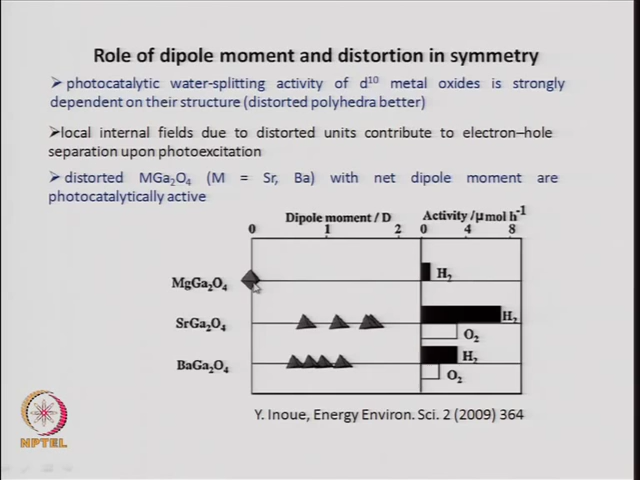 Role of dipole moment and distortion in symmetry
➢ photocatalytic water-splitting activity of d¹⁰ metal oxides is strongly
dependent on their structure (distorted polyhedra better)
➢local internal fields due to distorted units contribute to electron–hole
separation upon photoexcitation
➢ distorted MGa₂O₄ (M = Sr, Ba) with net dipole moment are
photocatalytically active
Dipole moment / D Activity /μmol h⁻¹
0 1 2 0 4 8
MgGa₂O₄ H₂
SrGa₂O₄ H₂
O₂
BaGa₂O₄ H₂
O₂
Y. Inoue, Energy Environ. Sci. 2 (2009) 364
NPTEL